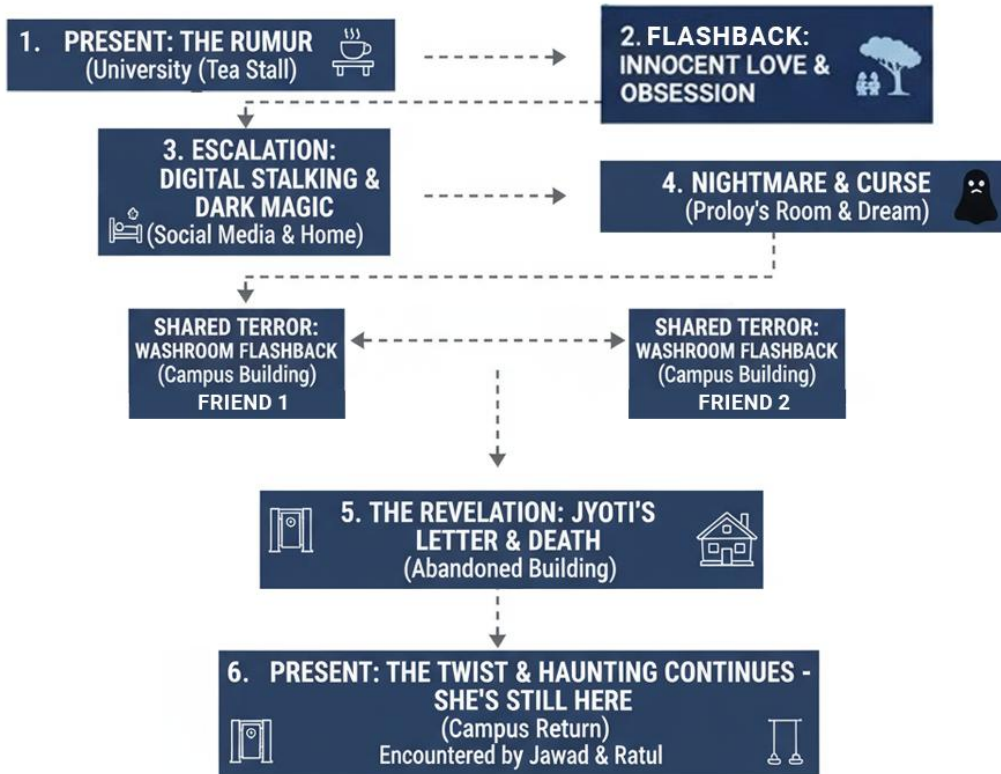 1. PRESENT: THE RUMUR
(University (Tea Stall)
2. FLASHBACK:
INNOCENT LOVE &
OBSESSION
3. ESCALATION:
DIGITAL STALKING &
DARK MAGIC
(Social Media & Home)
4. NIGHTMARE & CURSE
(Proloy's Room & Dream)
SHARED TERROR:
WASHROOM FLASHBACK
(Campus Building)
FRIEND 1
SHARED TERROR:
WASHROOM FLASHBACK
(Campus Building)
FRIEND 2
5. THE REVELATION: JYOTI'S
LETTER & DEATH
(Abandoned Building)
6. PRESENT: THE TWIST & HAUNTING CONTINUES -
SHE'S STILL HERE
(Campus Return)
Encountered by Jawad & Ratul